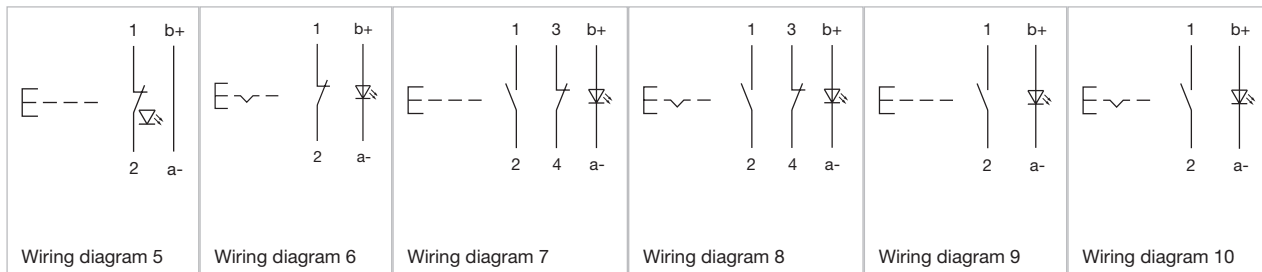 1 b+
2 a-
Wiring diagram 5
1 b+
2 a-
Wiring diagram 6
1 3 b+
2 4 a-
Wiring diagram 7
1 3 b+
2 4 a-
Wiring diagram 8
1 b+
2 a-
Wiring diagram 9
1 b+
2 a-
Wiring diagram 10